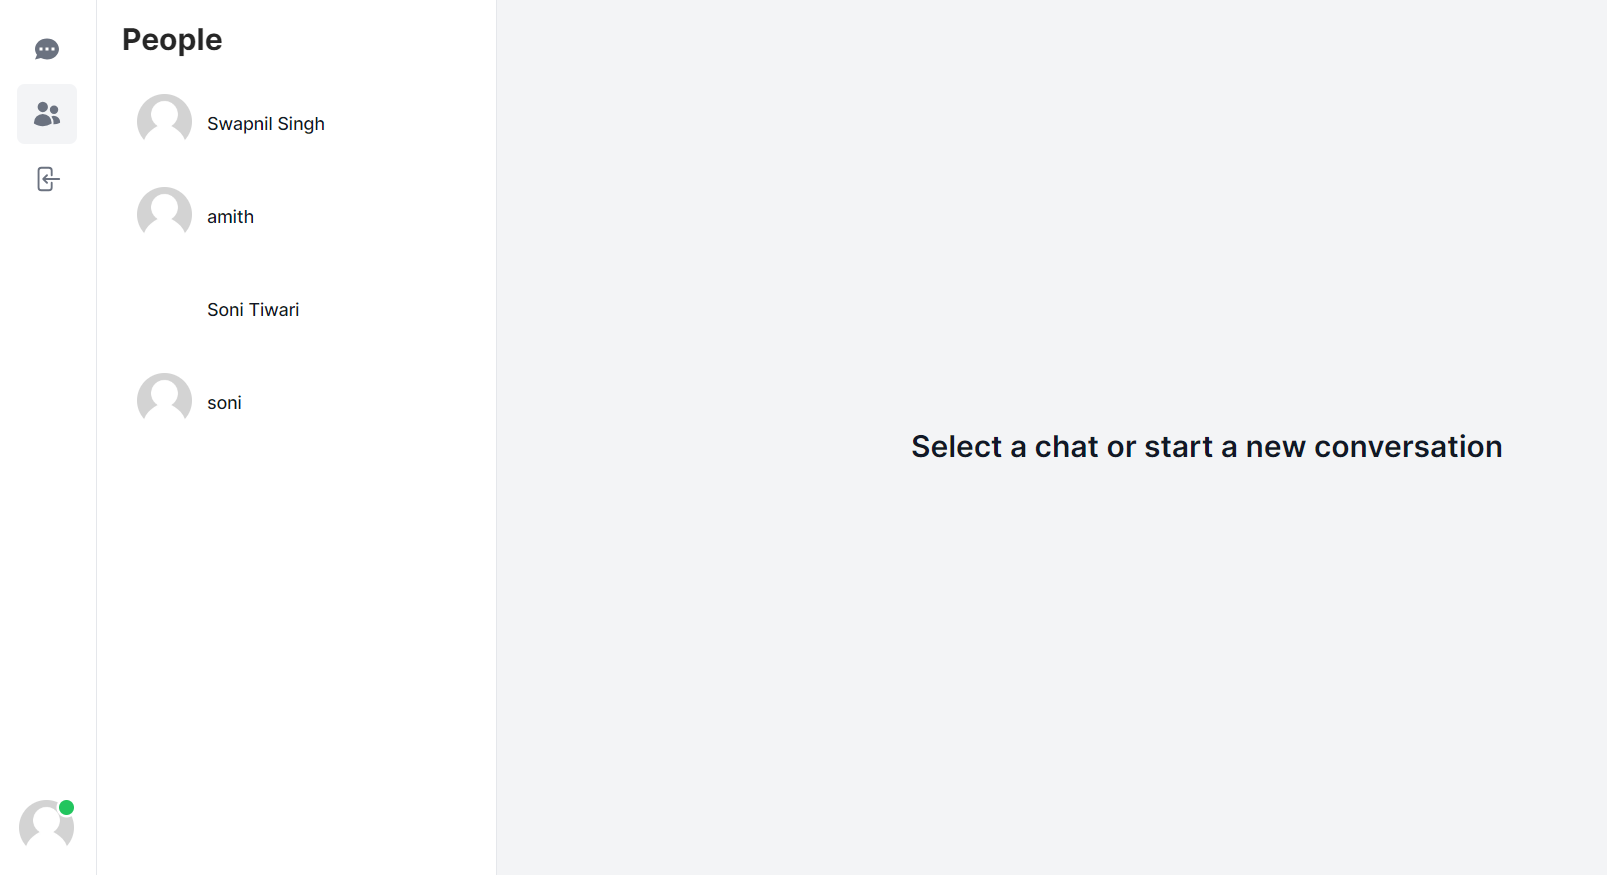 People
Swapnil Singh
amith
Soni Tiwari
soni
Select a chat or start a new conversation